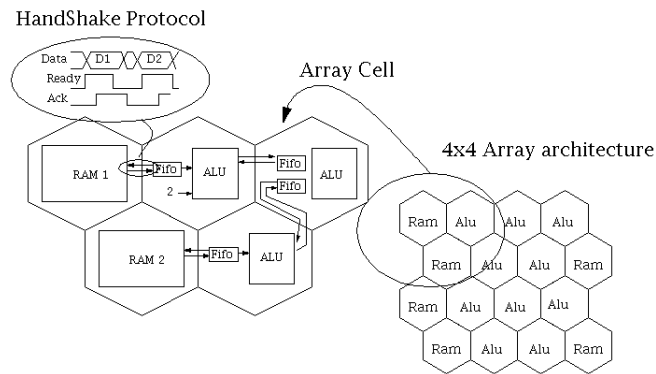 HandShake Protocol
Data D1 D2
Ready
Ack
Array Cell
4x4 Array architecture
RAM 1 Fifo ALU Fifo ALU
2 Fifo
RAM 2 Fifo ALU
Ram Alu Alu Alu
Ram Alu Alu Ram
Ram Alu Alu Alu
Ram Alu Alu Ram